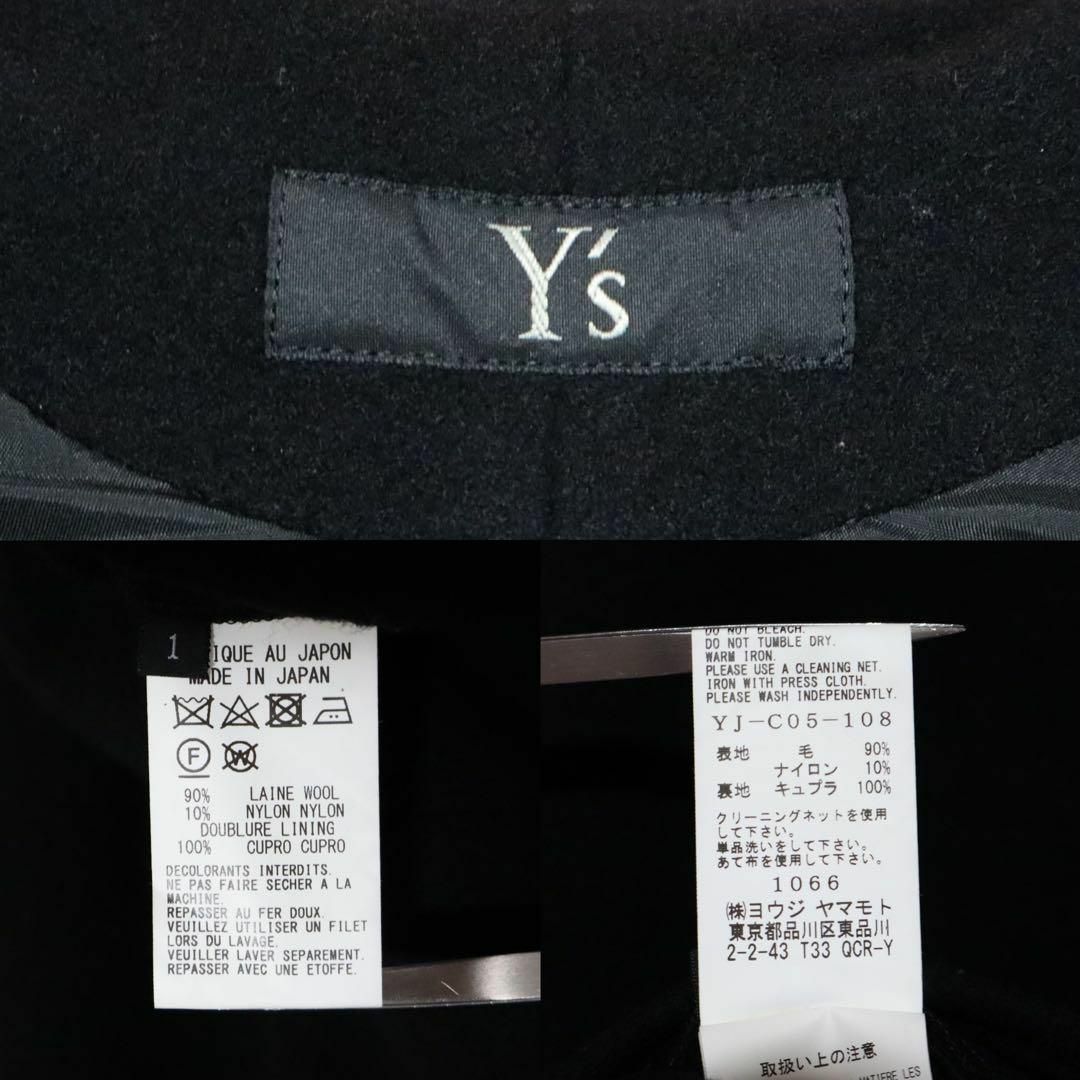 Y's
1
IQUE AU JAPON
MADE IN JAPAN
F
W
90% LAINE WOOL
10% NYLON NYLON
DOUBLURE LINING
100% CUPRO CUPRO
DECOLORANTS INTERDITS.
NE PAS FAIRE SECHER A LA
MACHINE.
REPASSER AU FER DOUX.
VEUILLEZ UTILISER UN FILET
LORS DU LAVAGE.
VEUILLER LAVER SEPAREMENT.
REPASSER AVEC UNE ETOFFE.
DO NOT BLEACH.
DO NOT TUMBLE DRY.
WARM IRON.
PLEASE USE A CLEANING NET.
IRON WITH PRESS CLOTH.
PLEASE WASH INDEPENDENTLY.
YJ-C05-108
表地 毛 90%
ナイロン 10%
裏地 キュプラ 100%
クリーニングネットを使用
して下さい。
単品洗いをして下さい。
あて布を使用して下さい。
1066
㈱ヨウジ ヤマモト
東京都品川区東品川
2-2-43 T33 QCR-Y
取扱い上の注意
MATIERE LES